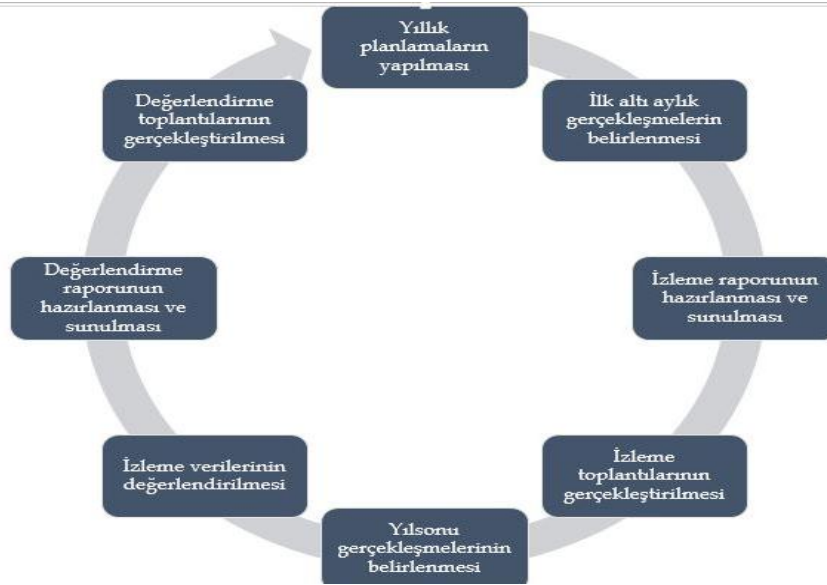 Yıllık
planlamaların
yapılması
İlk altı aylık
gerçekleşmelerin
belirlenmesi
İzleme raporunun
hazırlanması ve
sunulması
İzleme
toplantılarının
gerçekleştirilmesi
Yılsonu
gerçekleşmelerinin
belirlenmesi
İzleme verilerinin
değerlendirilmesi
Değerlendirme
raporunun
hazırlanması ve
sunulması
Değerlendirme
toplantılarının
gerçekleştirilmesi